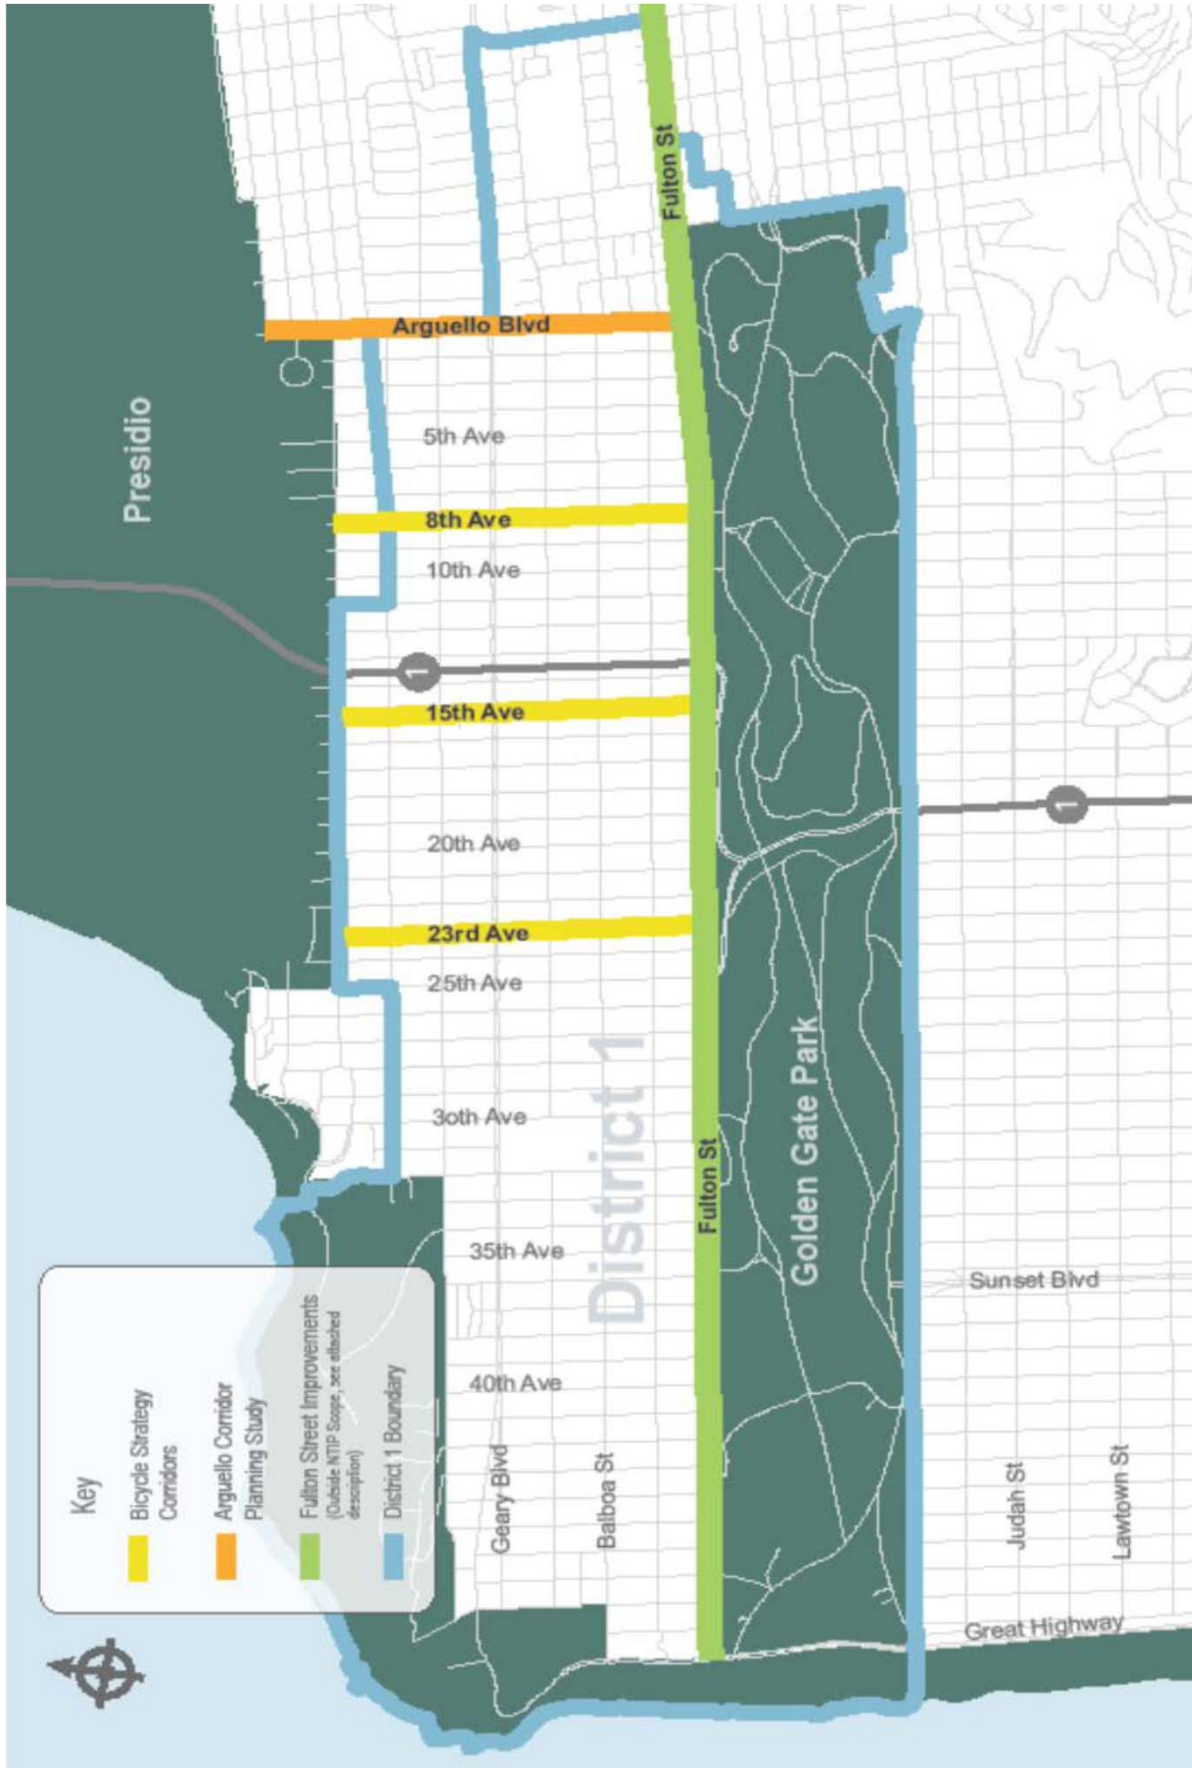 Key
Bicycle Strategy
Corridors
Arguello Corridor
Planning Study
Fulton Street Improvements
(Outside NTIP Scope, see attached
description)
District 1 Boundary
Presidio
Arguello Blvd
5th Ave
8th Ave
10th Ave
1
15th Ave
20th Ave
23rd Ave
25th Ave
3oth Ave
35th Ave
40th Ave
Geary Blvd
Balboa St
District 1
Fulton St
Fulton St
Golden Gate Park
1
Sunset Blvd
Judah St
Lawtown St
Great Highway